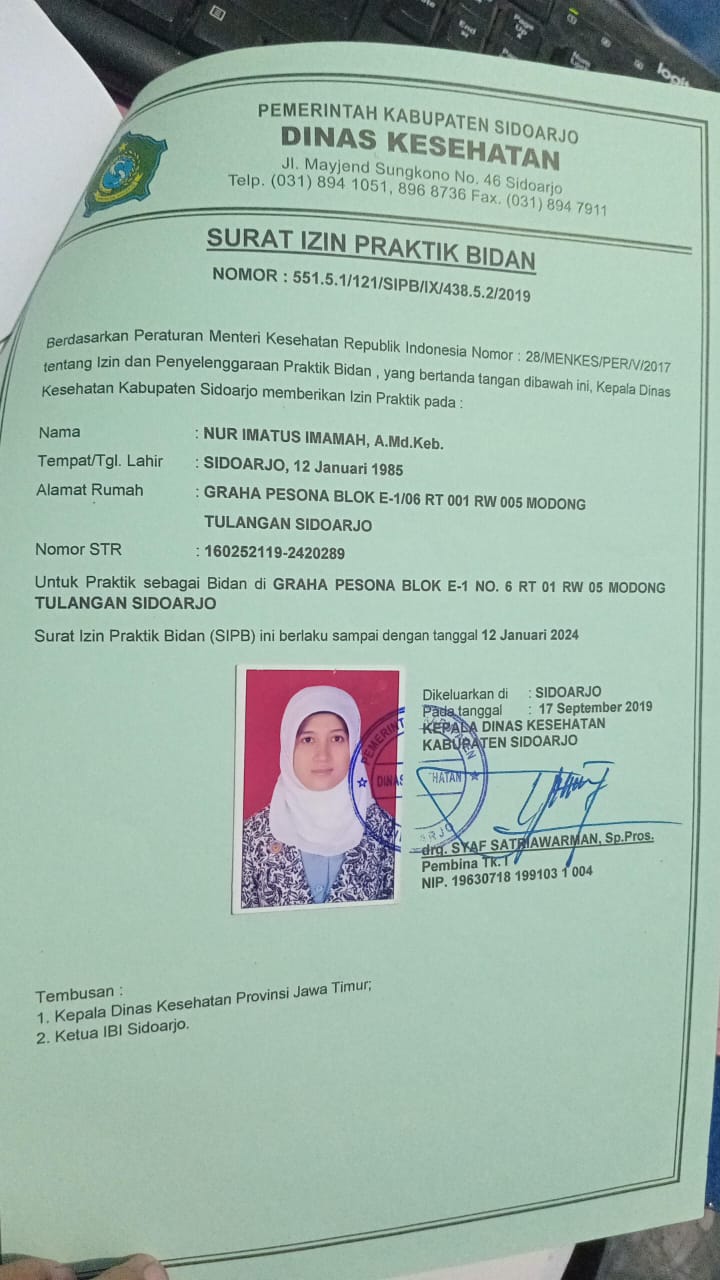 PEMERINTAH KABUPATEN SIDOARJO
DINAS KESEHATAN
Jl. Mayjend Sungkono No. 46 Sidoarjo
Telp. (031) 894 1051, 896 8736 Fax. (031) 894 7911
SURAT IZIN PRAKTIK BIDAN
NOMOR : 551.5.1/121/SIPB/IX/438.5.2/2019
Berdasarkan Peraturan Menteri Kesehatan Republik Indonesia Nomor : 28/MENKES/PER/V/2017
tentang Izin dan Penyelenggaraan Praktik Bidan , yang bertanda tangan dibawah ini, Kepala Dinas
Kesehatan Kabupaten Sidoarjo memberikan Izin Praktik pada :
Nama : NUR IMATUS IMAMAH, A.Md.Keb.
Tempat/Tgl. Lahir : SIDOARJO, 12 Januari 1985
Alamat Rumah : GRAHA PESONA BLOK E-1/06 RT 001 RW 005 MODONG
TULANGAN SIDOARJO
Nomor STR : 160252119-2420289
Untuk Praktik sebagai Bidan di GRAHA PESONA BLOK E-1 NO. 6 RT 01 RW 05 MODONG
TULANGAN SIDOARJO
Surat Izin Praktik Bidan (SIPB) ini berlaku sampai dengan tanggal 12 Januari 2024
Dikeluarkan di : SIDOARJO
Pada tanggal : 17 September 2019
KEPALA DINAS KESEHATAN
KABUPATEN SIDOARJO
drg. SYAF SATRIAWARMAN, Sp.Pros.
Pembina Tk. I
NIP. 19630718 199103 1 004
Tembusan :
1. Kepala Dinas Kesehatan Provinsi Jawa Timur;
2. Ketua IBI Sidoarjo.
End
Page
Up
logit